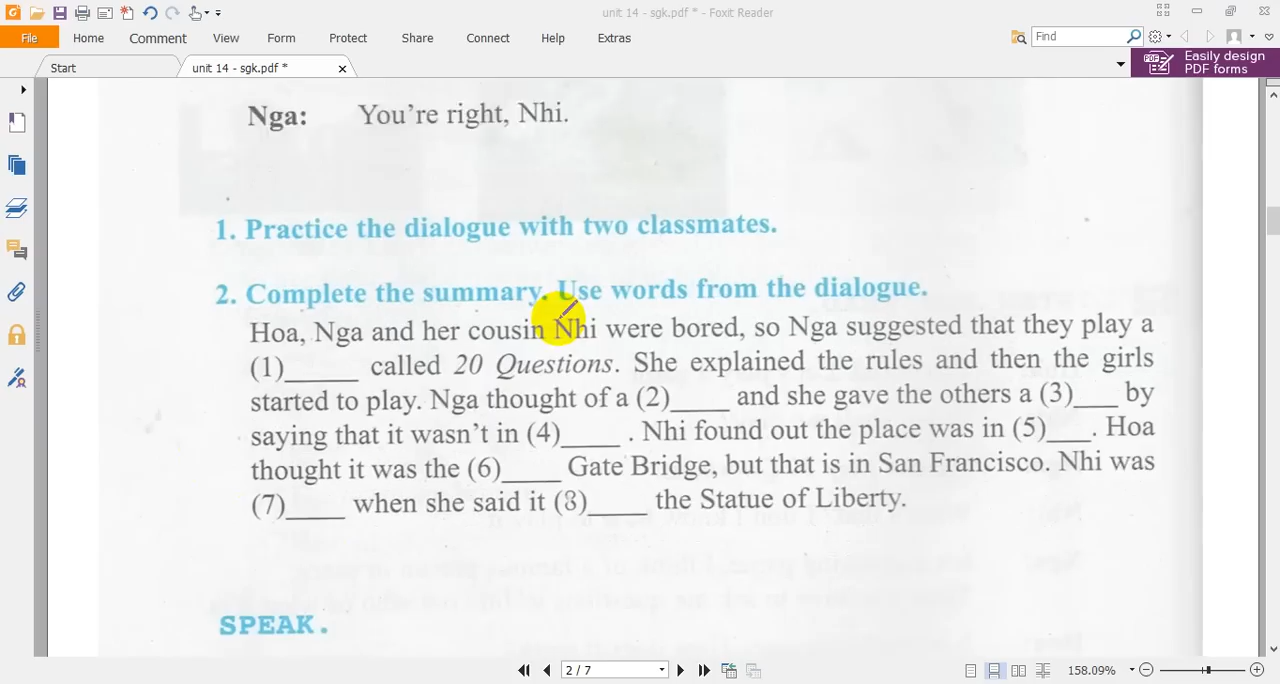 unit 14 - sgk.pdf * - Foxit Reader
File Home Comment View Form Protect Share Connect Help Extras Find
Start unit 14 - sgk.pdf * Easily design
PDF forms
Nga: You're right, Nhi.
1. Practice the dialogue with two classmates.
2. Complete the summary. Use words from the dialogue.
Hoa, Nga and her cousin Nhi were bored, so Nga suggested that they play a
(1)_____ called 20 Questions. She explained the rules and then the girls
started to play. Nga thought of a (2)____ and she gave the others a (3)___ by
saying that it wasn't in (4)____ . Nhi found out the place was in (5)___. Hoa
thought it was the (6)____ Gate Bridge, but that is in San Francisco. Nhi was
(7)____ when she said it (8)____ the Statue of Liberty.
SPEAK.
2 / 7 158.09%